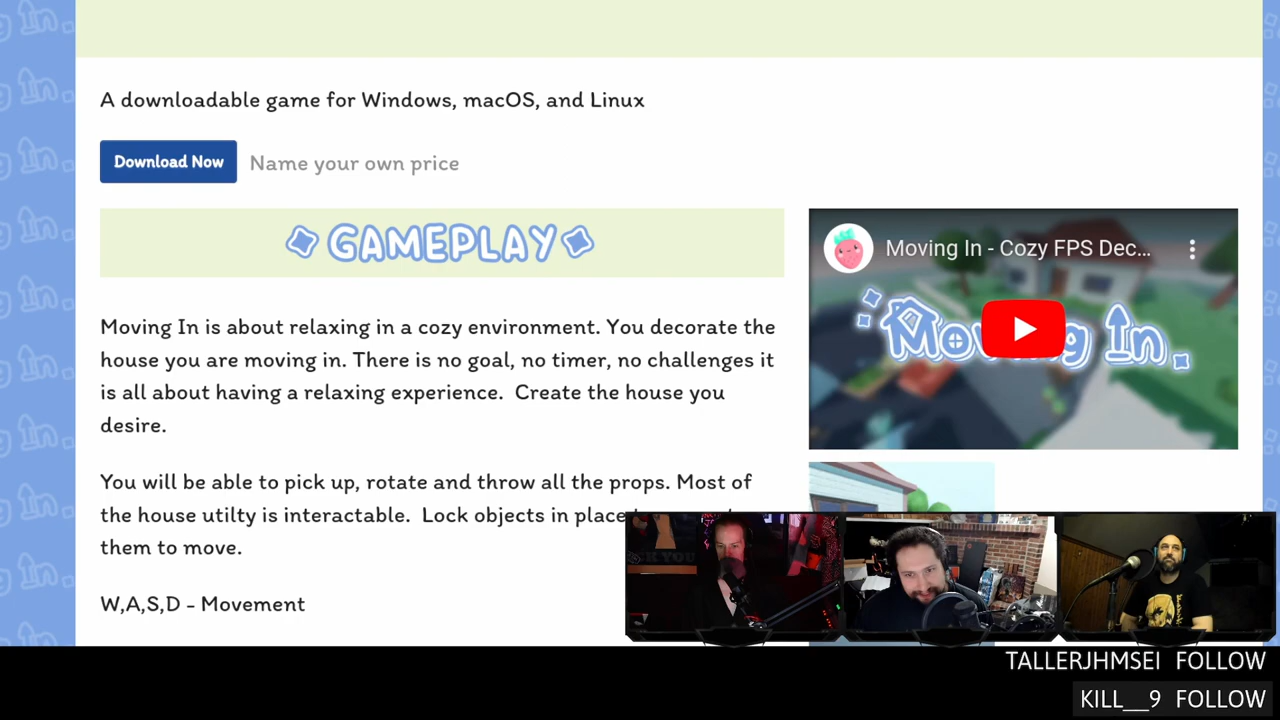 A downloadable game for Windows, macOS, and Linux
Download Now
Name your own price
GAMEPLAY
Moving In - Cozy FPS Dec...
Moving In.
Moving In is about relaxing in a cozy environment. You decorate the
house you are moving in. There is no goal, no timer, no challenges it
is all about having a relaxing experience. Create the house you
desire.
You will be able to pick up, rotate and throw all the props. Most of
the house utilty is interactable. Lock objects in place
them to move.
W,A,S,D - Movement
TALLERJHMSEI FOLLOW
KILL__9 FOLLOW